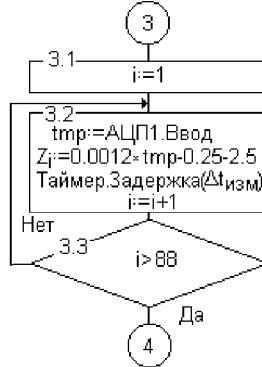 3
3.1
i:=1
3.2
tmp:=АЦП1.Ввод
Zi:=0.0012*tmp-0.25-2.5
Таймер.Задержка(Δtизм)
i:=i+1
Нет
3.3
i>88
Да
4